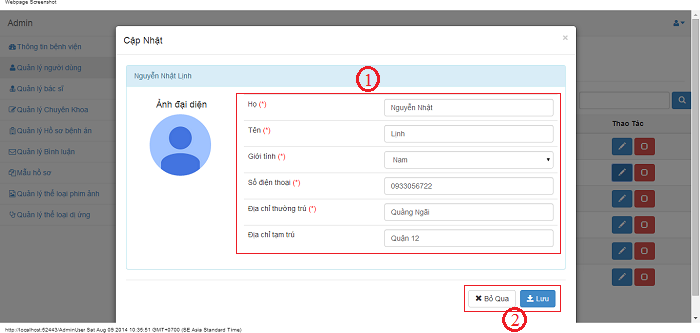 Webpage Screenshot
Admin
Thông tin bệnh viện
Quản lý người dùng
Quản lý bác sĩ
Quản lý Chuyên Khoa
Quản lý Hồ sơ bệnh án
Quản lý Bình luận
Mẫu hồ sơ
Quản lý thể loại phim ảnh
Quản lý thể loại dị ứng
Cập Nhật
×
Nguyễn Nhật Linh
1
Ảnh đại diện
Họ (*)
Nguyễn Nhật
Tên (*)
Linh
Giới tính (*)
Nam
Số điện thoại (*)
0933056722
Địa chỉ thường trú (*)
Quảng Ngãi
Địa chỉ tạm trú
Quận 12
Bỏ Qua
Lưu
2
Thao Tác
http://localhost:52443/AdminUser Sat Aug 09 2014 10:35:51 GMT+0700 (SE Asia Standard Time)